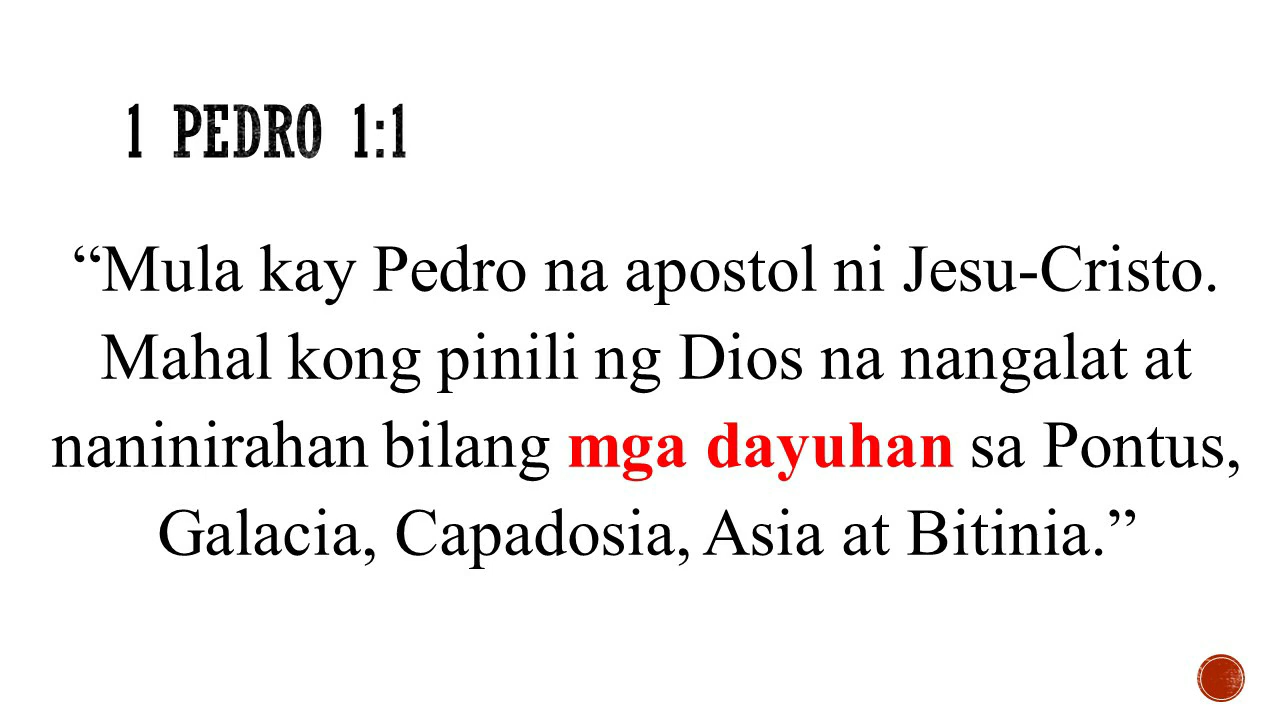 1 PEDRO 1:1
“Mula kay Pedro na apostol ni Jesu-Cristo.
Mahal kong pinili ng Dios na nangalat at
naninirahan bilang mga dayuhan sa Pontus,
Galacia, Capadosia, Asia at Bitinia.”